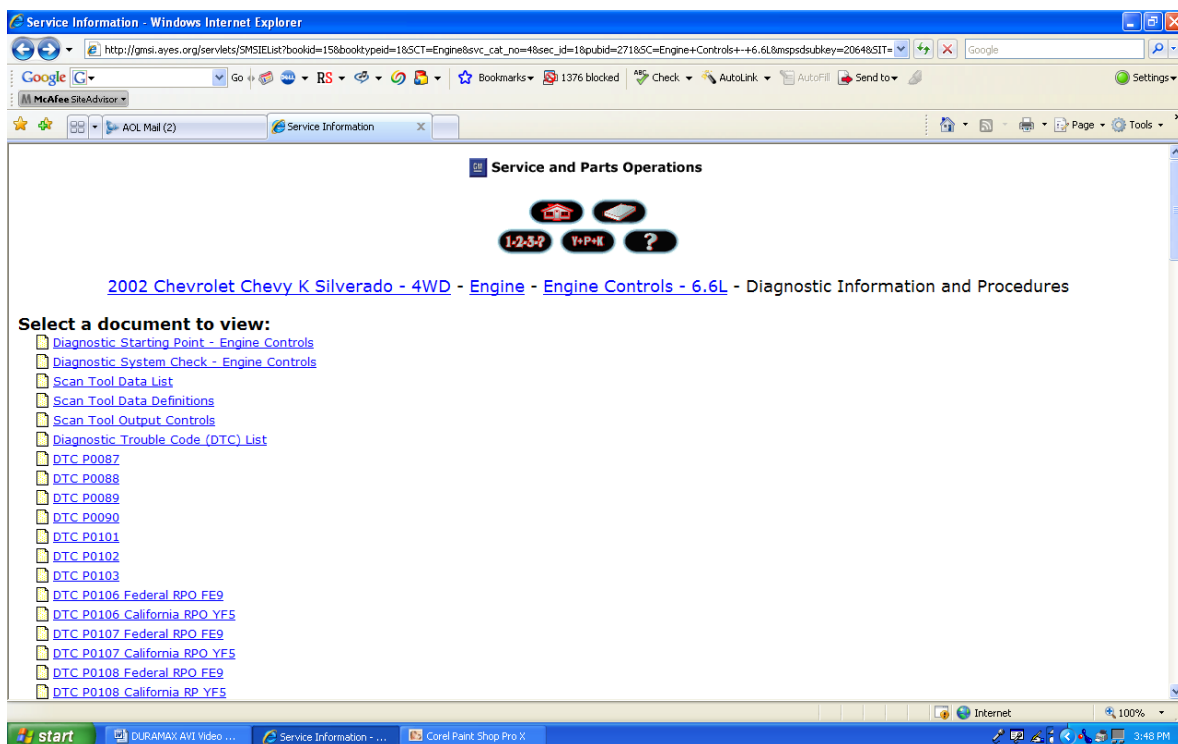 Service Information - Windows Internet Explorer
http://gmsi.ayes.org/servlets/SMSIEList?bookid=15&booktypeid=1&SCT=Engine&svc_cat_no=4&sec_id=1&pubid=271&SC=Engine+Controls+-+6.6L&mspsdsubkey=2064&SIT=
Google
Google G Go RS Bookmarks 1376 blocked ABC Check AutoLink AutoFill Send to Settings
McAfee SiteAdvisor
AOL Mail (2) Service Information X Page Tools
GM Service and Parts Operations
1-2-3-? Y+P+K ?
2002 Chevrolet Chevy K Silverado - 4WD - Engine - Engine Controls - 6.6L - Diagnostic Information and Procedures
Select a document to view:
Diagnostic Starting Point - Engine Controls
Diagnostic System Check - Engine Controls
Scan Tool Data List
Scan Tool Data Definitions
Scan Tool Output Controls
Diagnostic Trouble Code (DTC) List
DTC P0087
DTC P0088
DTC P0089
DTC P0090
DTC P0101
DTC P0102
DTC P0103
DTC P0106 Federal RPO FE9
DTC P0106 California RPO YF5
DTC P0107 Federal RPO FE9
DTC P0107 California RPO YF5
DTC P0108 Federal RPO FE9
DTC P0108 California RP YF5
Internet 100%
start DURAMAX AVI Video ... Service Information - ... Corel Paint Shop Pro X 3:48 PM